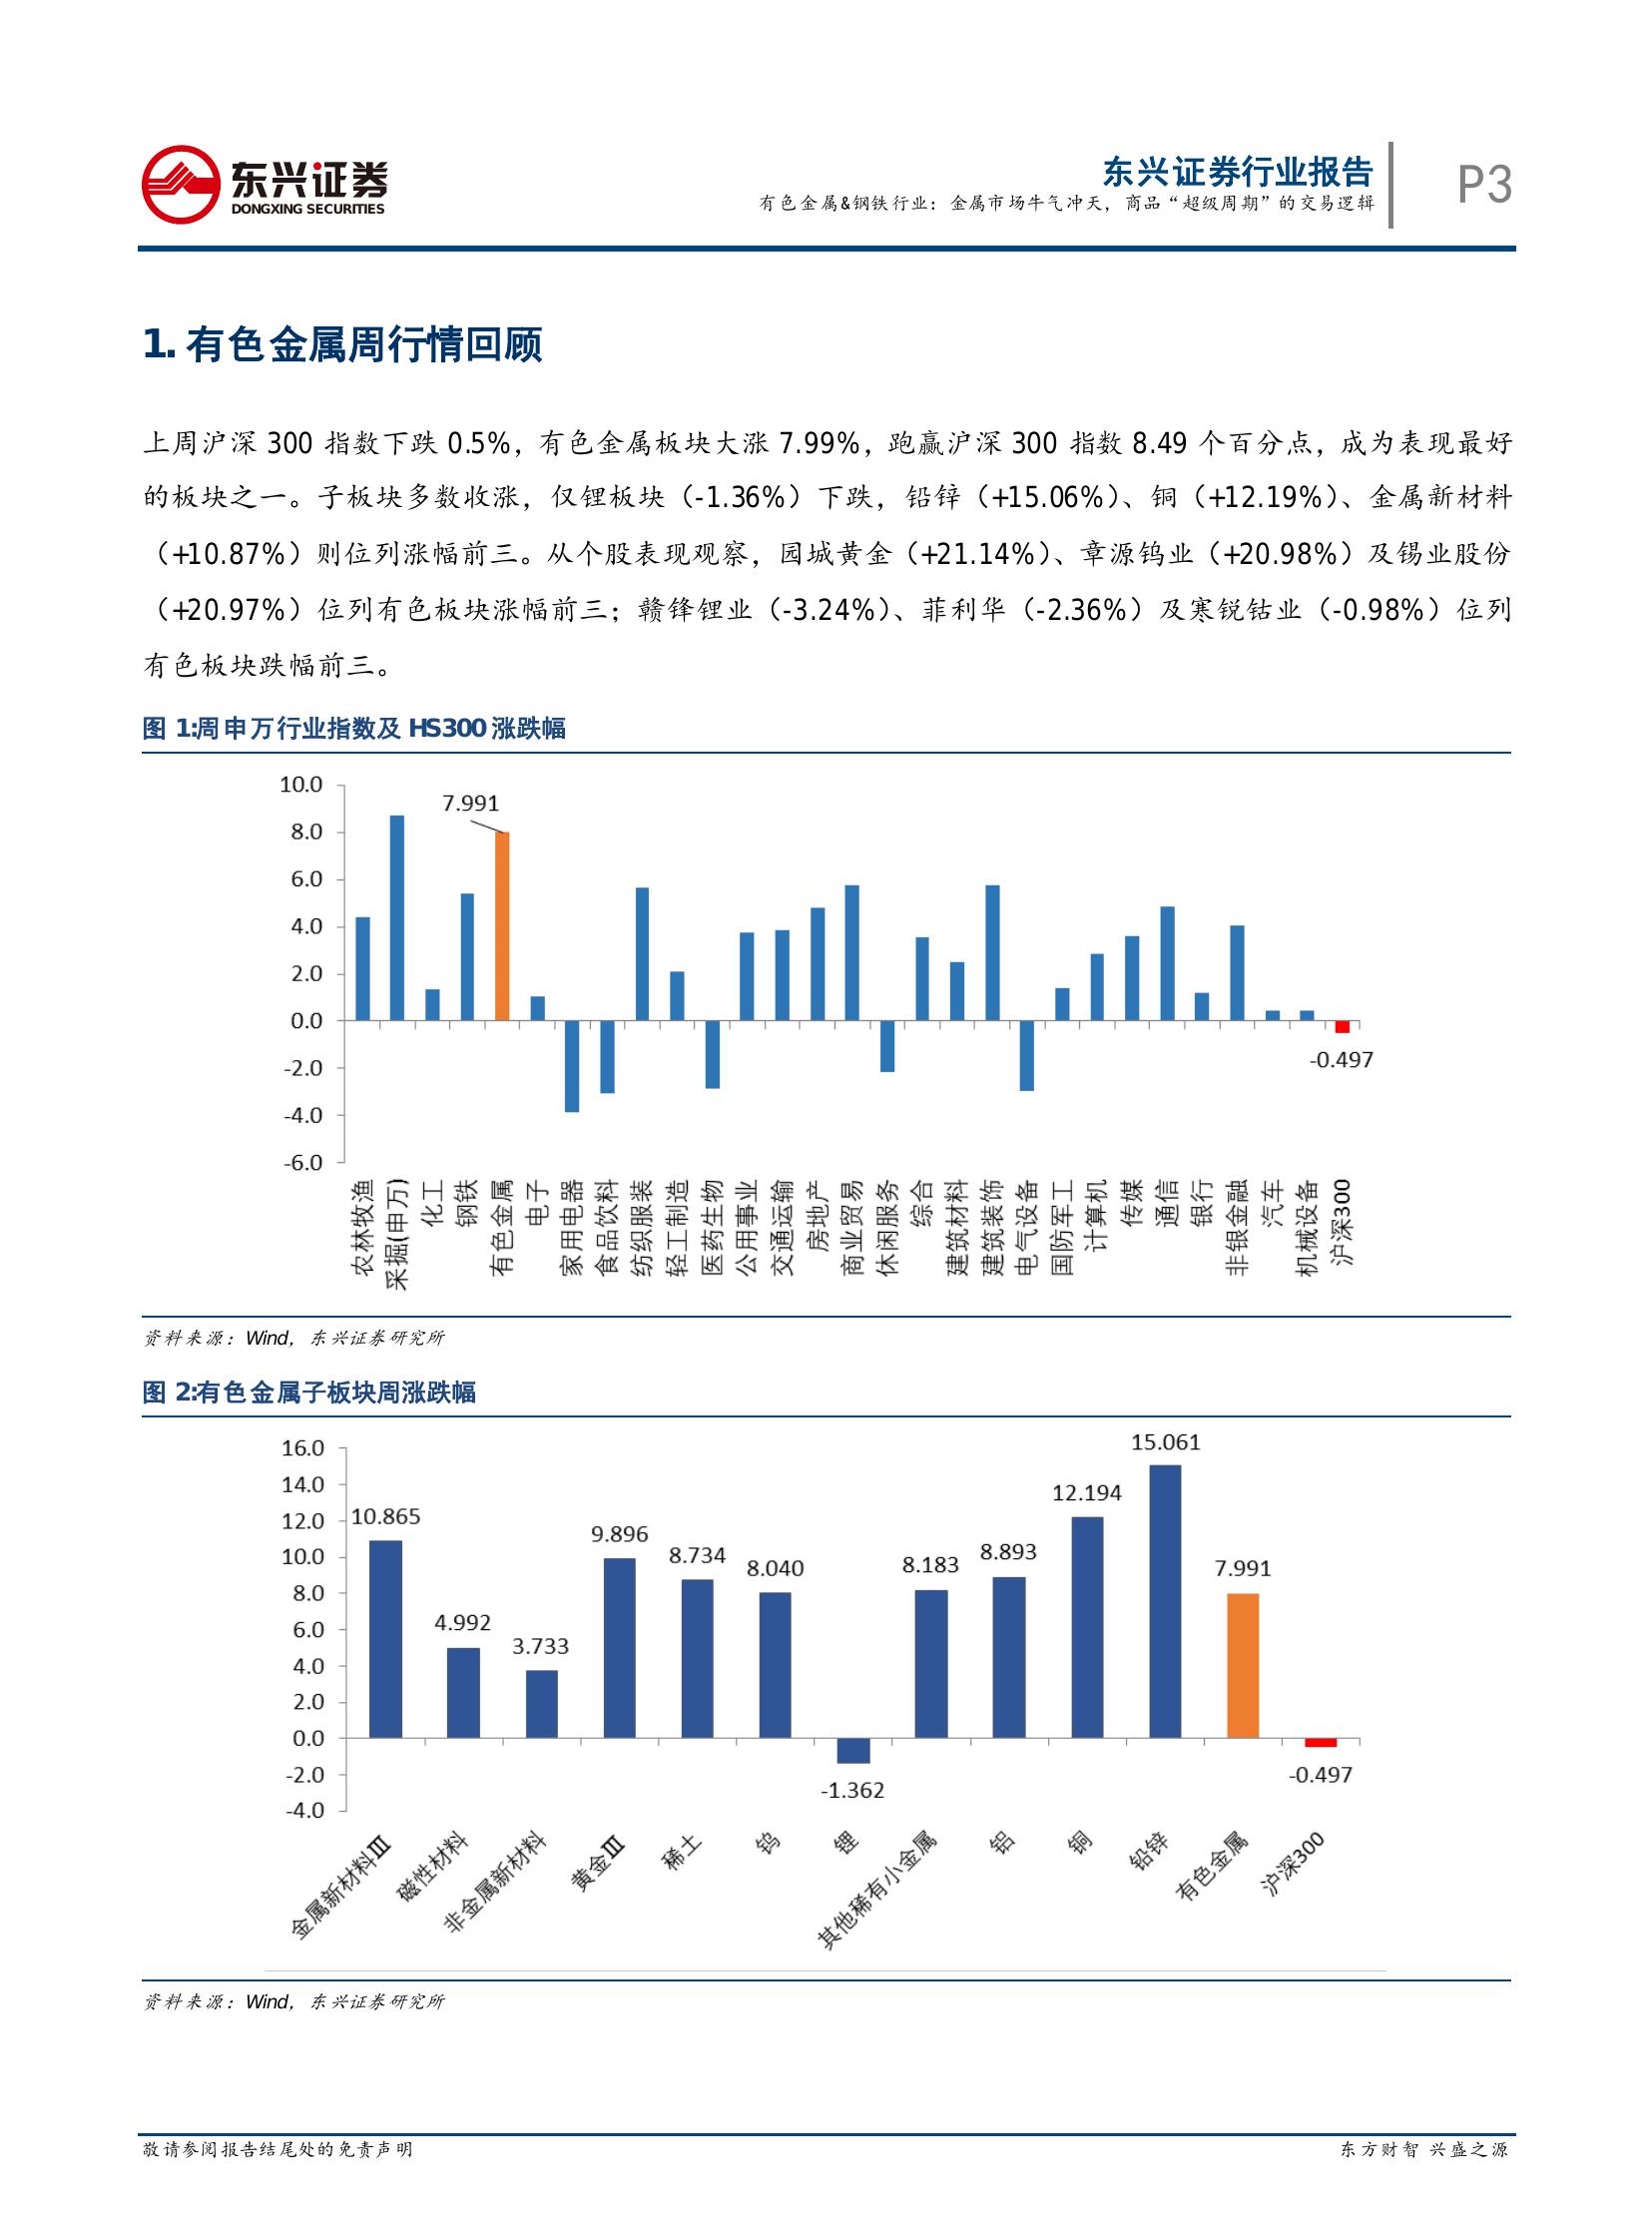 东兴证券
DONGXING SECURITIES
东兴证券行业报告
有色金属&钢铁行业：金属市场牛气冲天，商品“超级周期”的交易逻辑
P3
1. 有色金属周行情回顾
上周沪深 300 指数下跌 0.5%，有色金属板块大涨 7.99%，跑赢沪深 300 指数 8.49 个百分点，成为表现最好
的板块之一。子板块多数收涨，仅锂板块（-1.36%）下跌，铅锌（+15.06%）、铜（+12.19%）、金属新材料
（+10.87%）则位列涨幅前三。从个股表现观察，园城黄金（+21.14%）、章源钨业（+20.98%）及锡业股份
（+20.97%）位列有色板块涨幅前三；赣锋锂业（-3.24%）、菲利华（-2.36%）及寒锐钴业（-0.98%）位列
有色板块跌幅前三。
图 1:周申万行业指数及 HS300 涨跌幅
10.0
8.0
6.0
4.0
2.0
0.0
-2.0
-4.0
-6.0
7.991
-0.497
农林牧渔
采掘(申万)
化工
钢铁
有色金属
电子
家用电器
食品饮料
纺织服装
轻工制造
医药生物
公用事业
交通运输
房地产
商业贸易
休闲服务
综合
建筑材料
建筑装饰
电气设备
国防军工
计算机
传媒
通信
银行
非银金融
汽车
机械设备
沪深300
资料来源：Wind，东兴证券研究所
图 2:有色金属子板块周涨跌幅
16.0
14.0
12.0
10.0
8.0
6.0
4.0
2.0
0.0
-2.0
-4.0
10.865
4.992
3.733
9.896
8.734
8.040
-1.362
8.183
8.893
12.194
15.061
7.991
-0.497
金属新材料Ⅲ
磁性材料
非金属新材料
黄金Ⅲ
稀土
钨
锂
其他稀有小金属
铝
铜
铅锌
有色金属
沪深300
资料来源：Wind，东兴证券研究所
敬请参阅报告结尾处的免责声明
东方财智 兴盛之源